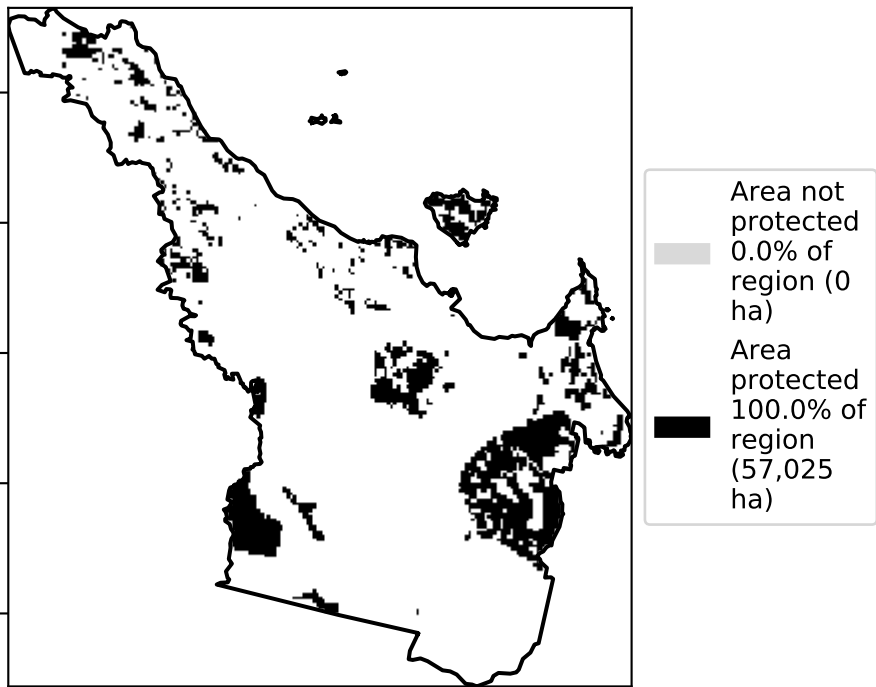 Area not
protected
0.0% of
region (0
ha)
Area
protected
100.0% of
region
(57,025
ha)